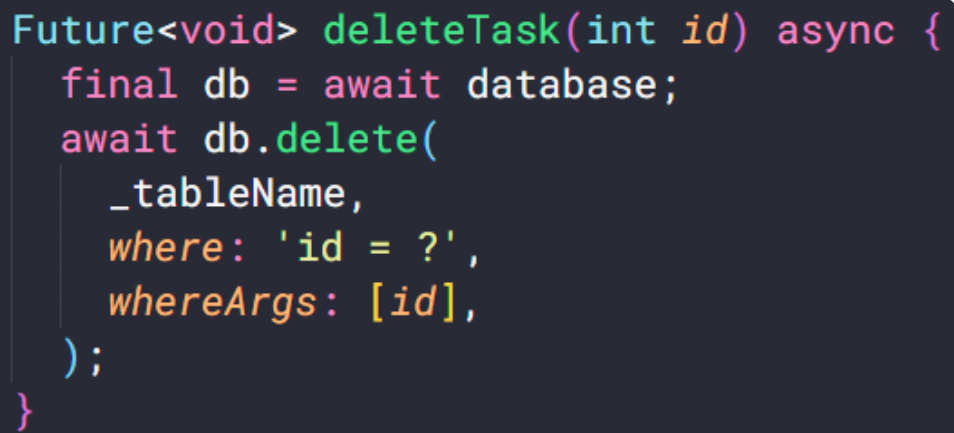 Future<void> deleteTask(int id) async {
  final db = await database;
  await db.delete(
    _tableName,
    where: 'id = ?',
    whereArgs: [id],
  );
}